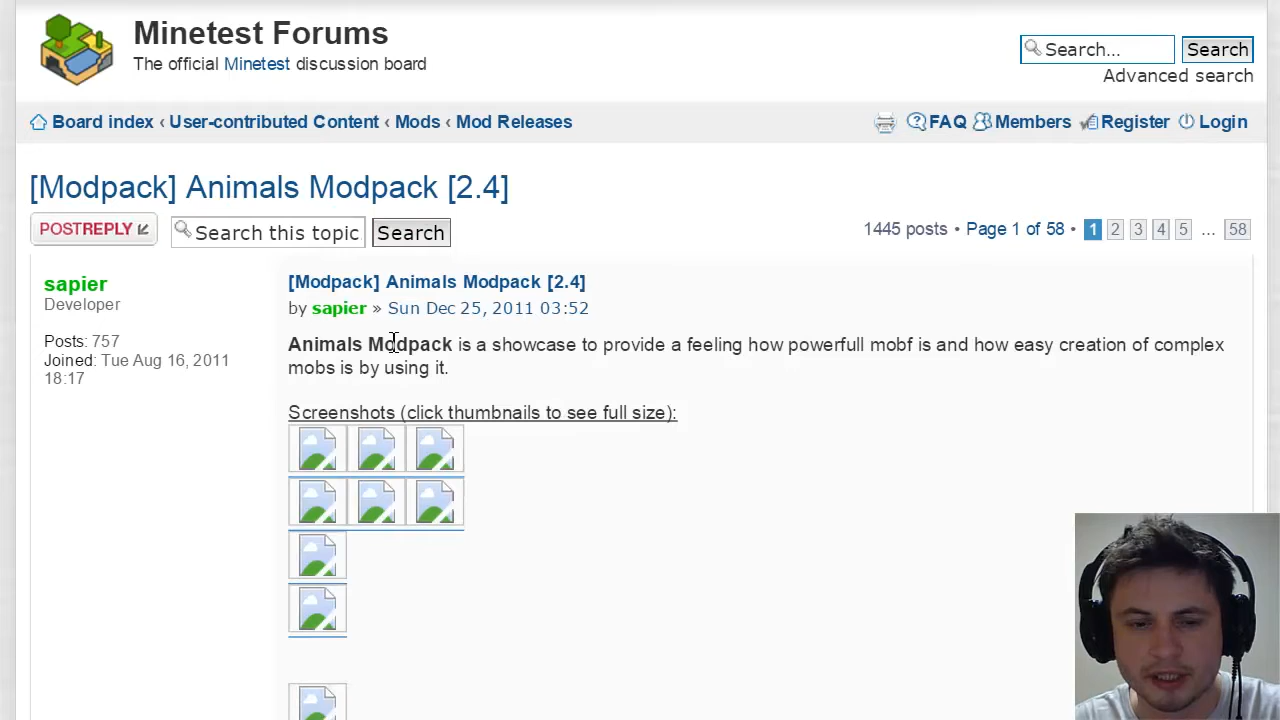 Minetest Forums
The official Minetest discussion board
Search...
Search
Advanced search
Board index ‹ User-contributed Content ‹ Mods ‹ Mod Releases
FAQ Members Register Login
[Modpack] Animals Modpack [2.4]
POSTREPLY
Search this topic
Search
1445 posts • Page 1 of 58 • 1 2 3 4 5 ... 58
sapier
Developer
Posts: 757
Joined: Tue Aug 16, 2011
18:17
[Modpack] Animals Modpack [2.4]
by sapier » Sun Dec 25, 2011 03:52
Animals Modpack is a showcase to provide a feeling how powerfull mobf is and how easy creation of complex
mobs is by using it.
Screenshots (click thumbnails to see full size):